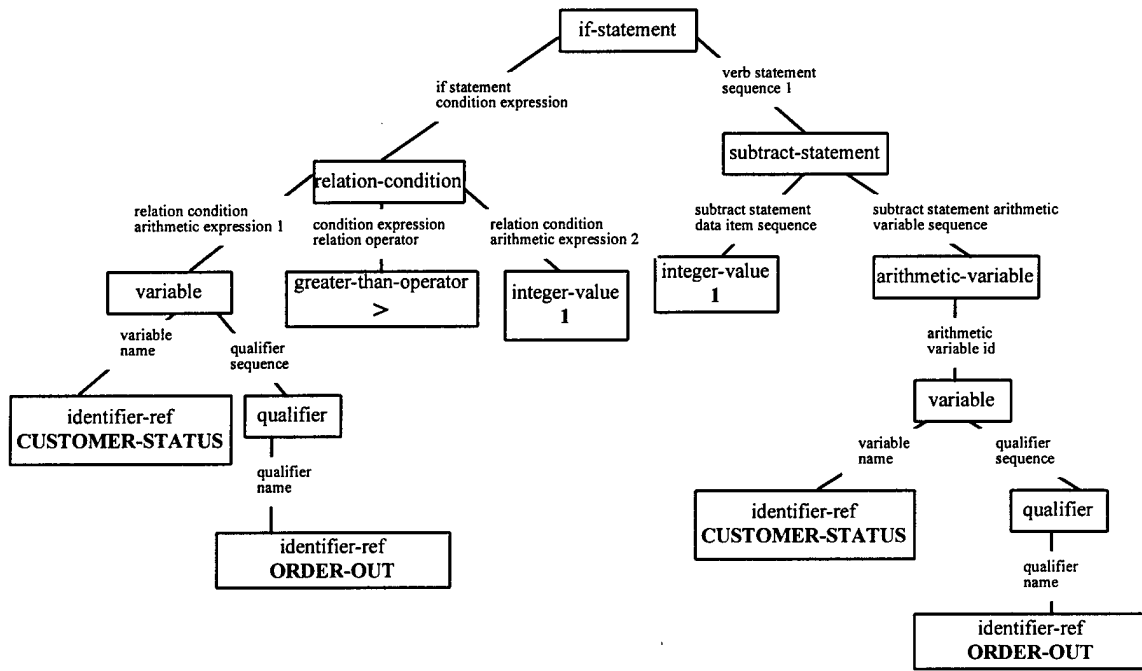 if-statement
if statement
condition expression
verb statement
sequence 1
subtract-statement
relation-condition
relation condition
arithmetic expression 1
condition expression
relation operator
relation condition
arithmetic expression 2
subtract statement
data item sequence
subtract statement arithmetic
variable sequence
variable
greater-than-operator
>
integer-value
1
integer-value
1
arithmetic-variable
variable
name
qualifier
sequence
arithmetic
variable id
identifier-ref
CUSTOMER-STATUS
qualifier
variable
qualifier
name
variable
name
qualifier
sequence
identifier-ref
CUSTOMER-STATUS
qualifier
identifier-ref
ORDER-OUT
qualifier
name
identifier-ref
ORDER-OUT